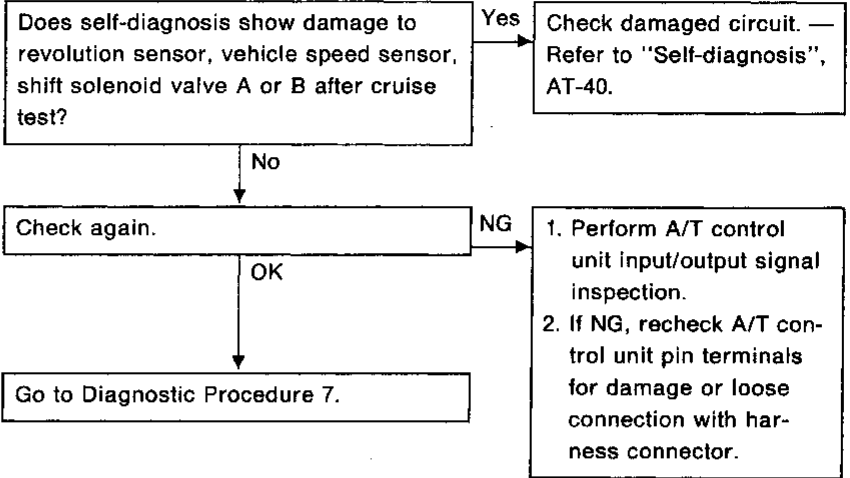 Does self-diagnosis show damage to
revolution sensor, vehicle speed sensor,
shift solenoid valve A or B after cruise
test?
Yes
Check damaged circuit. —
Refer to "Self-diagnosis",
AT-40.
No
Check again.
NG
1. Perform A/T control
unit input/output signal
inspection.
2. If NG, recheck A/T con-
trol unit pin terminals
for damage or loose
connection with har-
ness connector.
OK
Go to Diagnostic Procedure 7.